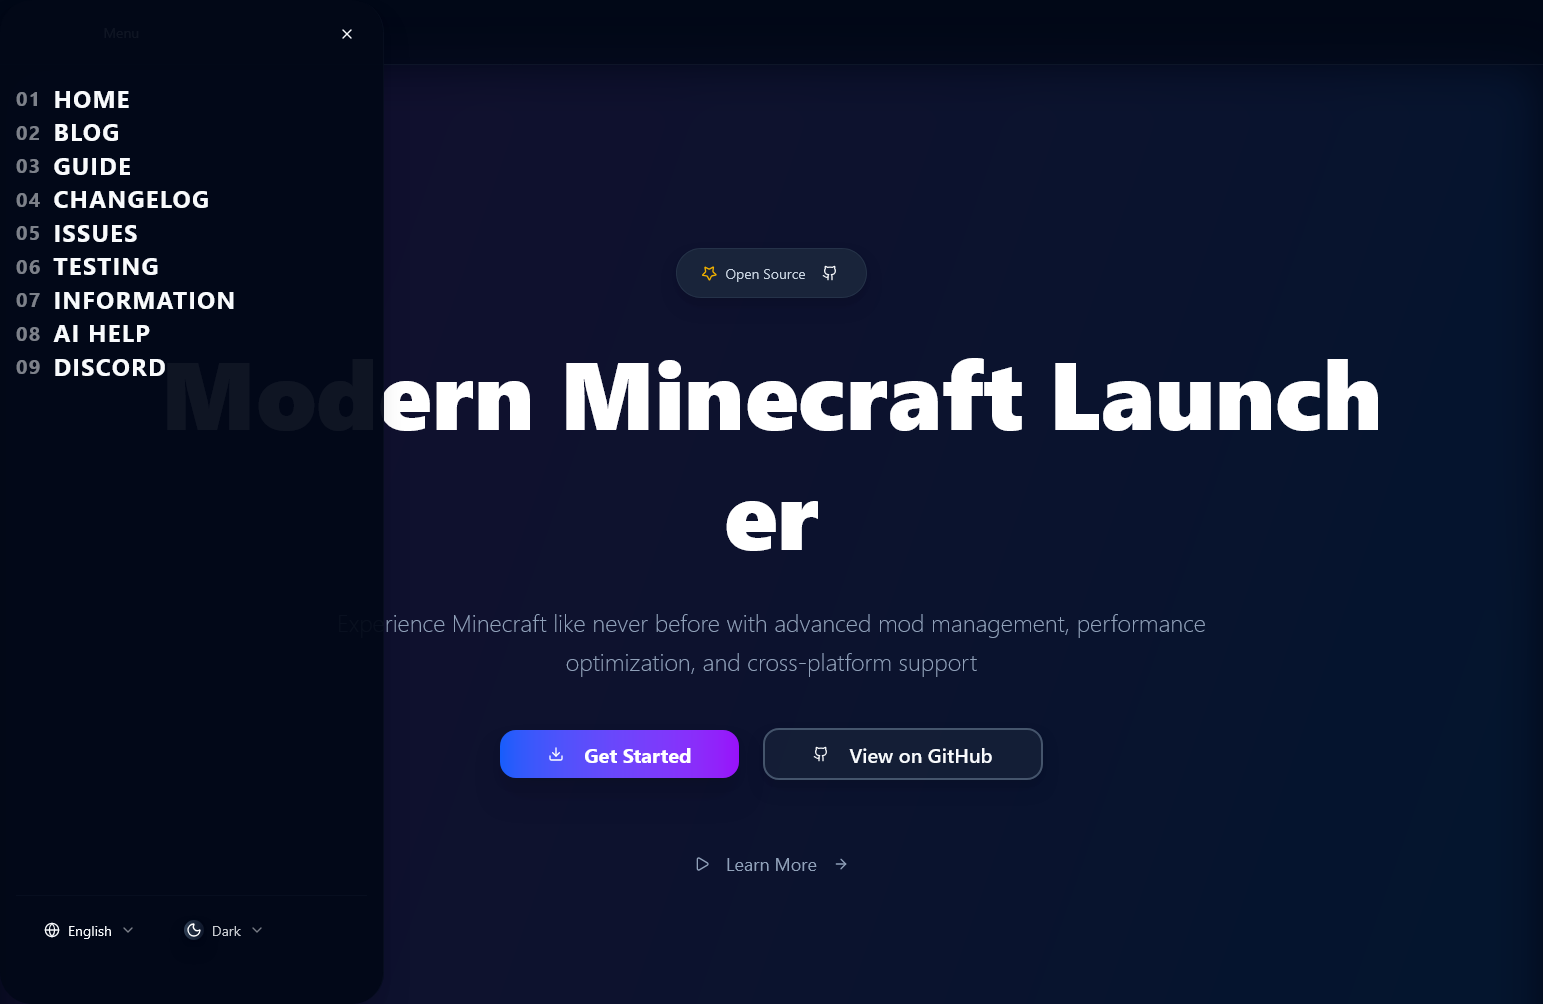 Menu
01 HOME
02 BLOG
03 GUIDE
04 CHANGELOG
05 ISSUES
06 TESTING
07 INFORMATION
08 AI HELP
09 DISCORD
Open Source
Modern Minecraft Launch
er
Experience Minecraft like never before with advanced mod management, performance
optimization, and cross-platform support
Get Started
View on GitHub
Learn More
English
Dark